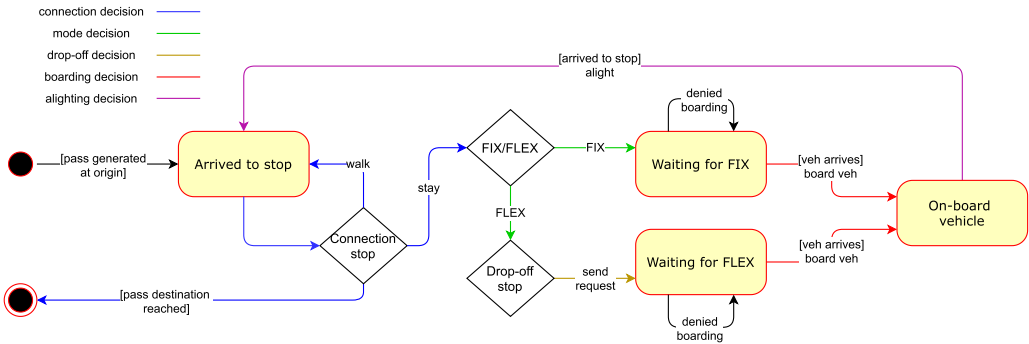 connection decision
mode decision
drop-off decision
boarding decision
alighting decision
[arrived to stop]
alight
denied
boarding
[pass generated
at origin]
Arrived to stop
walk
FIX/FLEX
FIX
Waiting for FIX
[veh arrives]
board veh
stay
On-board
vehicle
FLEX
Connection
stop
Drop-off
stop
send
request
Waiting for FLEX
[veh arrives]
board veh
[pass destination
reached]
denied
boarding